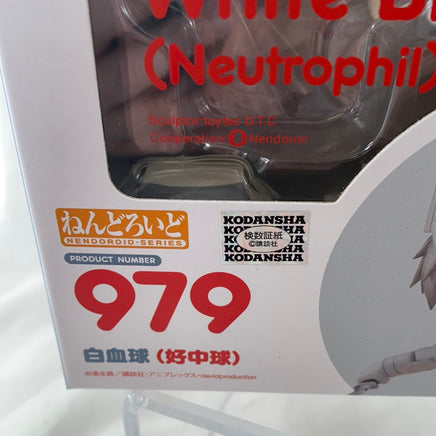 White B
(Neutrophil)
Sculptor:toytec D.T.C
Cooperation: Nendoron
ねんどろいど
NENDOROID・SERIES
PRODUCT NUMBER
979
KODANSHA
KODANSHA
検数証紙
©講談社
KODANSHA
KODANSHA
白血球（好中球）
©清水茜／講談社・アニプレックス・davidproduction